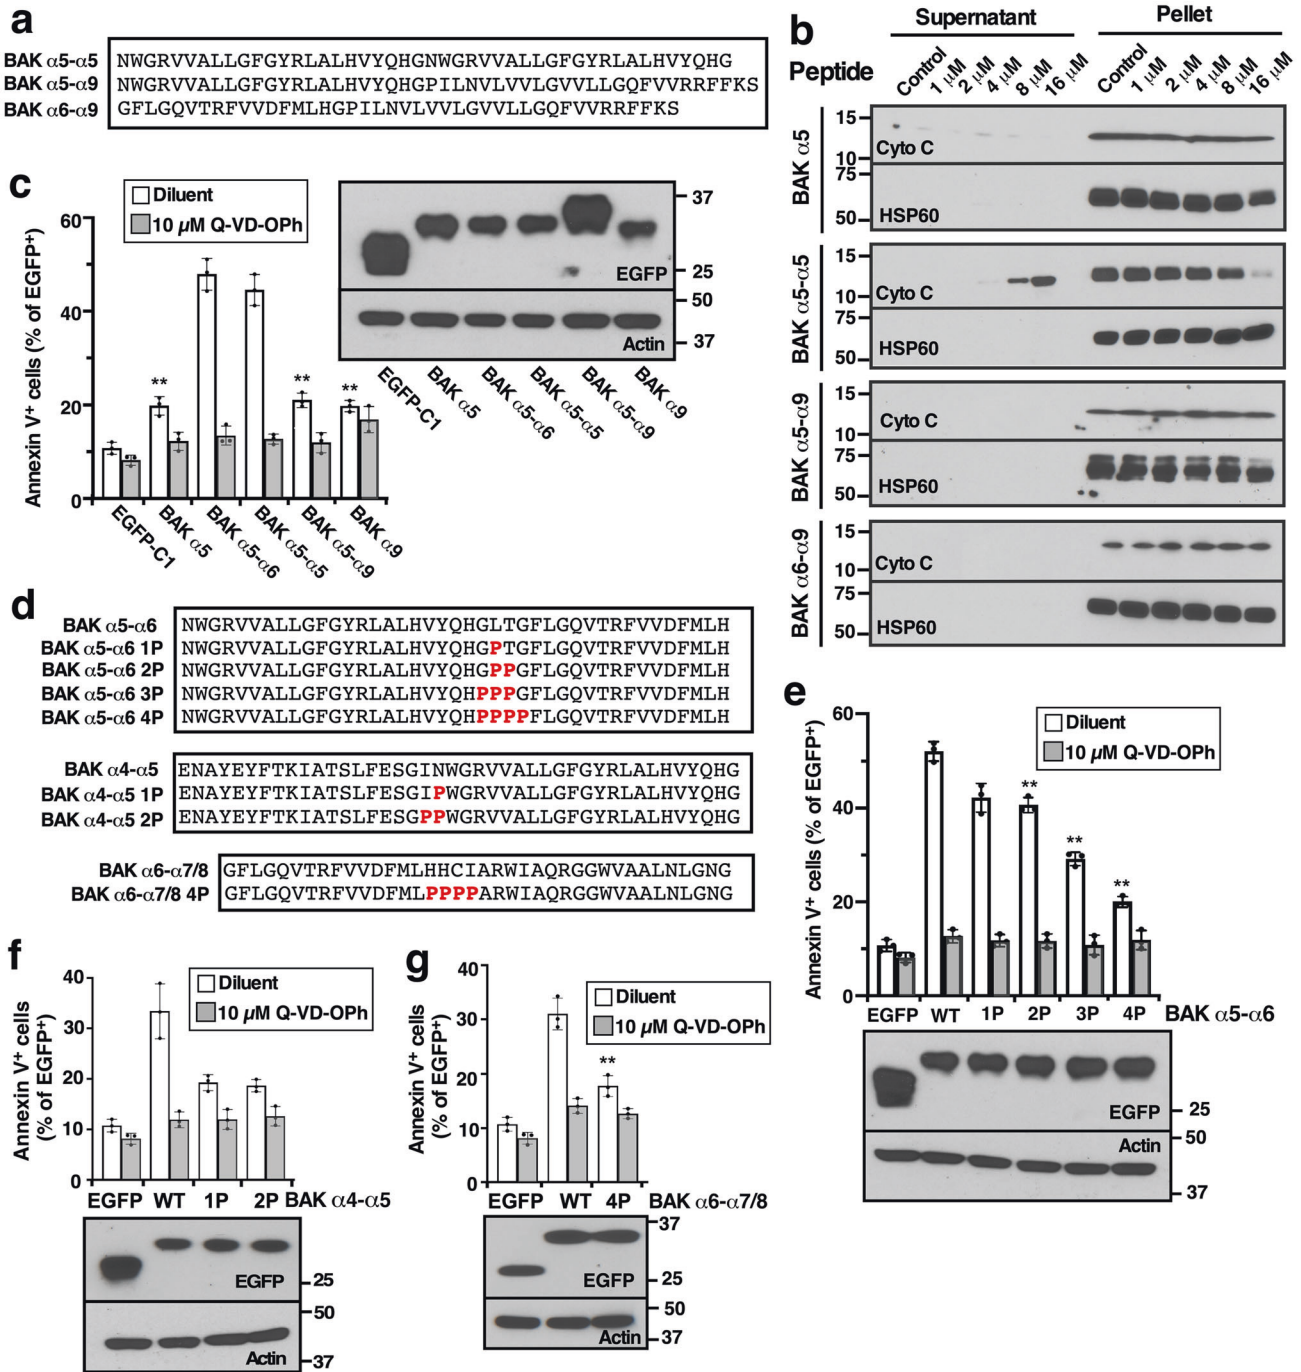 a
BAK α5-α5 NWGRVVALLGFGYRLALHVYQHGNWGRVVALLGFGYRLALHVYQHG
BAK α5-α9 NWGRVVALLGFGYRLALHVYQHGPILNVLVVLGVVLLGQFVVRRFFKS
BAK α6-α9 GFLGQVTRFVVDFMLHGPILNVLVVLGVVLLGQFVVRRFFKS
b
Supernatant Pellet
Peptide Control 1 µM 2 µM 4 µM 8 µM 16 µM Control 1 µM 2 µM 4 µM 8 µM 16 µM
BAK α5
15
10
Cyto C
75
50
HSP60
BAK α5-α5
15
10
Cyto C
75
50
HSP60
BAK α5-α9
15
10
Cyto C
75
50
HSP60
BAK α6-α9
15
10
Cyto C
75
50
HSP60
c
Diluent
10 µM Q-VD-OPh
Annexin V+ cells (% of EGFP+)
60
40
20
0
** ** **
EGFP-C1 BAK α5 BAK α5-α6 BAK α5-α5 BAK α5-α9 BAK α9
37
EGFP 25
50
Actin 37
EGFP-C1 BAK α5 BAK α5-α6 BAK α5-α5 BAK α5-α9 BAK α9
d
BAK α5-α6 NWGRVVALLGFGYRLALHVYQHGLTGFLGQVTRFVVDFMLH
BAK α5-α6 1P NWGRVVALLGFGYRLALHVYQHGPTGFLGQVTRFVVDFMLH
BAK α5-α6 2P NWGRVVALLGFGYRLALHVYQHGPPGFLGQVTRFVVDFMLH
BAK α5-α6 3P NWGRVVALLGFGYRLALHVYQHPPPGFLGQVTRFVVDFMLH
BAK α5-α6 4P NWGRVVALLGFGYRLALHVYQHPPPPFLGQVTRFVVDFMLH
BAK α4-α5 ENAYEYFTKIATSLFESGINWGRVVALLGFGYRLALHVYQHG
BAK α4-α5 1P ENAYEYFTKIATSLFESGIPWGRVVALLGFGYRLALHVYQHG
BAK α4-α5 2P ENAYEYFTKIATSLFESGPPWGRVVALLGFGYRLALHVYQHG
BAK α6-α7/8 GFLGQVTRFVVDFMLHHCIARWIAQRGGWVAALNLGNG
BAK α6-α7/8 4P GFLGQVTRFVVDFMLPPPPARWIAQRGGWVAALNLGNG
e
Diluent
10 µM Q-VD-OPh
Annexin V+ cells (% of EGFP+)
60
40
20
0
** ** **
EGFP WT 1P 2P 3P 4P BAK α5-α6
EGFP 25
50
Actin
37
f
Diluent
10 µM Q-VD-OPh
Annexin V+ cells
(% of EGFP+)
40
30
20
10
0
EGFP WT 1P 2P BAK α4-α5
EGFP 25
50
Actin 37
g
Diluent
10 µM Q-VD-OPh
Annexin V+ cells
(% of EGFP+)
40
30
20
10
0
**
EGFP WT 4P BAK α6-α7/8
37
EGFP 25
50
Actin 37